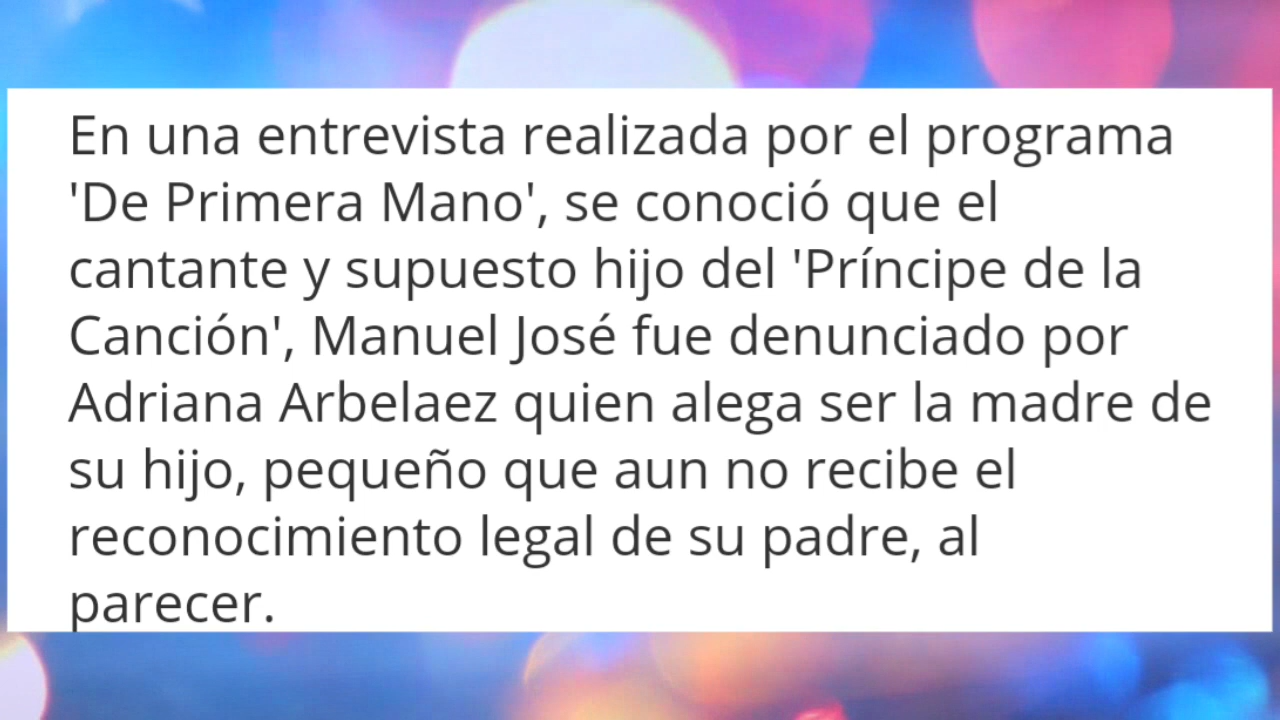 En una entrevista realizada por el programa
'De Primera Mano', se conoció que el
cantante y supuesto hijo del 'Príncipe de la
Canción', Manuel José fue denunciado por
Adriana Arbelaez quien alega ser la madre de
su hijo, pequeño que aun no recibe el
reconocimiento legal de su padre, al
parecer.